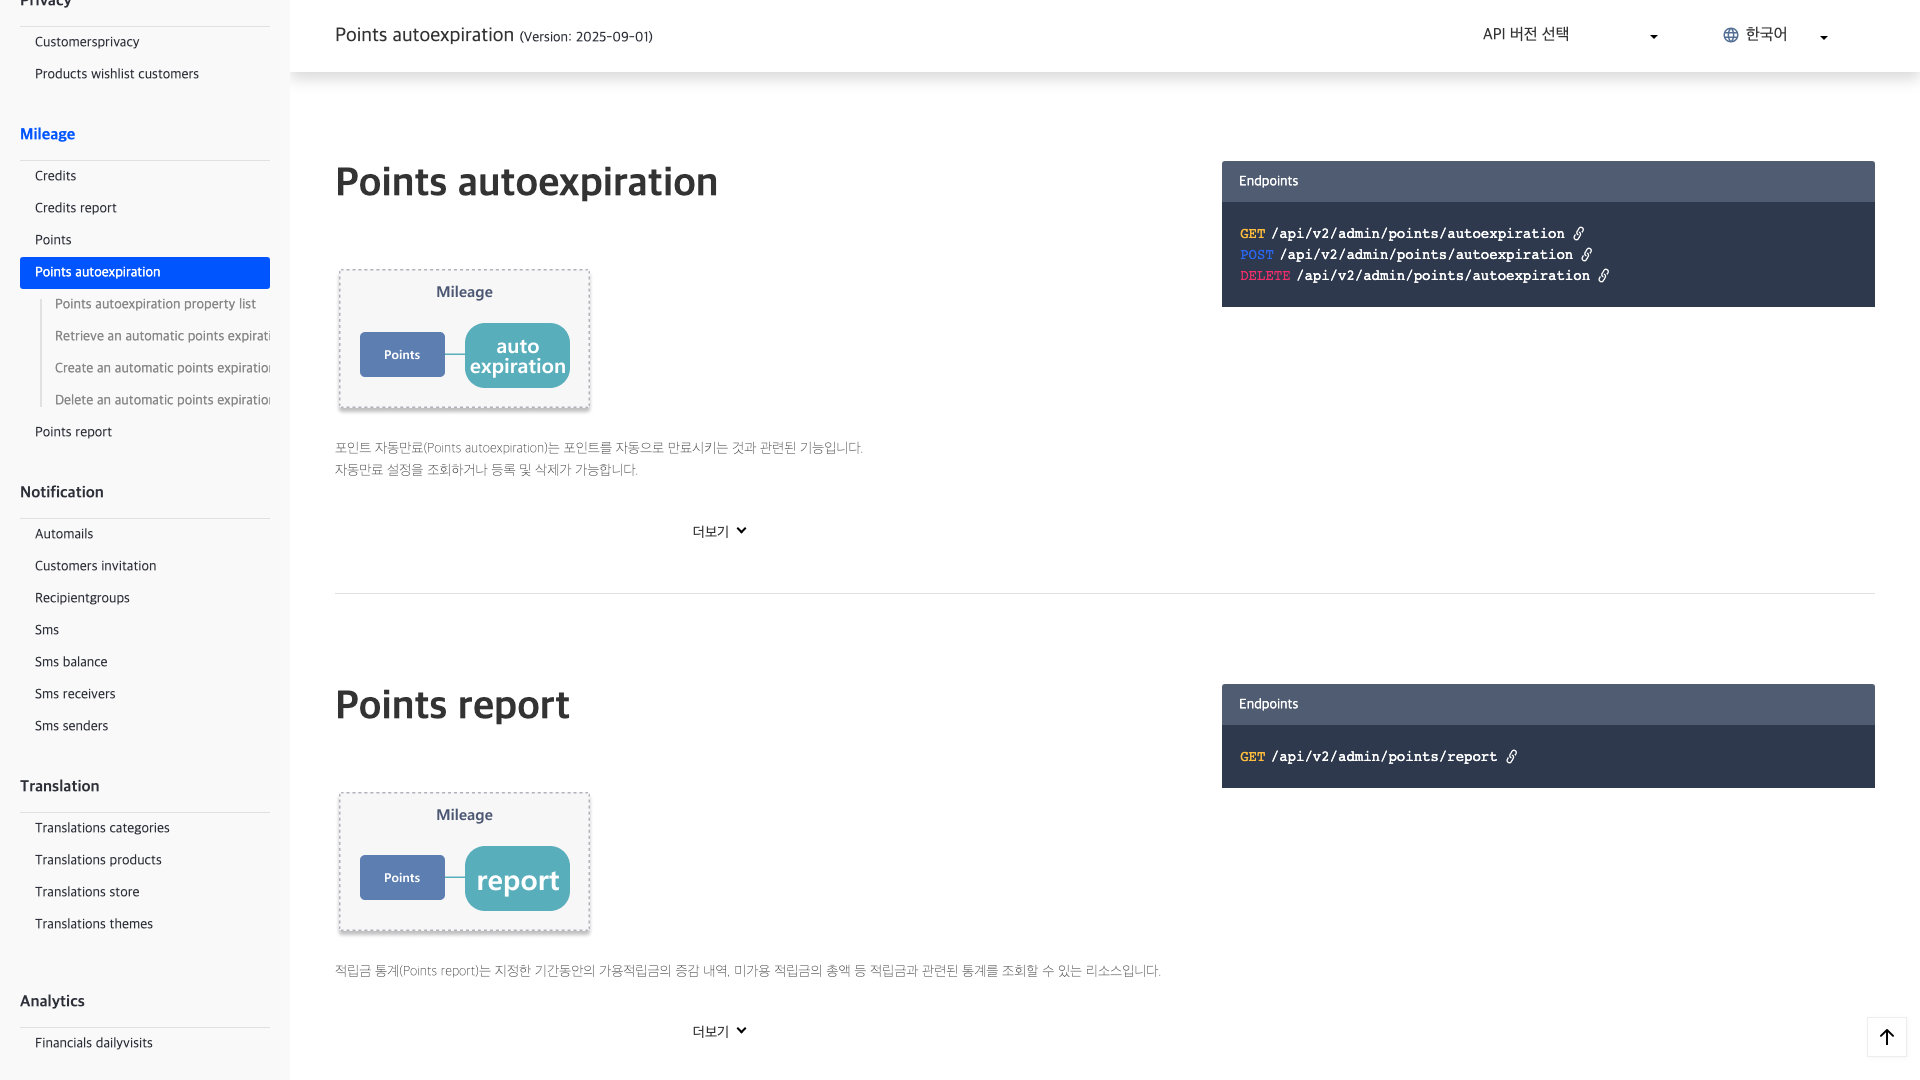 Privacy
Customersprivacy
Products wishlist customers
Mileage
Credits
Credits report
Points
Points autoexpiration
Points autoexpiration property list
Retrieve an automatic points expirati
Create an automatic points expiration
Delete an automatic points expiration
Points report
Notification
Automails
Customers invitation
Recipientgroups
Sms
Sms balance
Sms receivers
Sms senders
Translation
Translations categories
Translations products
Translations store
Translations themes
Analytics
Financials dailyvisits
Points autoexpiration (Version: 2025-09-01)
API 버전 선택
한국어
Points autoexpiration
Mileage
Points
auto
expiration
포인트 자동만료(Points autoexpiration)는 포인트를 자동으로 만료시키는 것과 관련된 기능입니다.
자동만료 설정을 조회하거나 등록 및 삭제가 가능합니다.
더보기
Endpoints
GET /api/v2/admin/points/autoexpiration
POST /api/v2/admin/points/autoexpiration
DELETE /api/v2/admin/points/autoexpiration
Points report
Mileage
Points
report
적립금 통계(Points report)는 지정한 기간동안의 가용적립금의 증감 내역, 미가용 적립금의 총액 등 적립금과 관련된 통계를 조회할 수 있는 리소스입니다.
더보기
Endpoints
GET /api/v2/admin/points/report